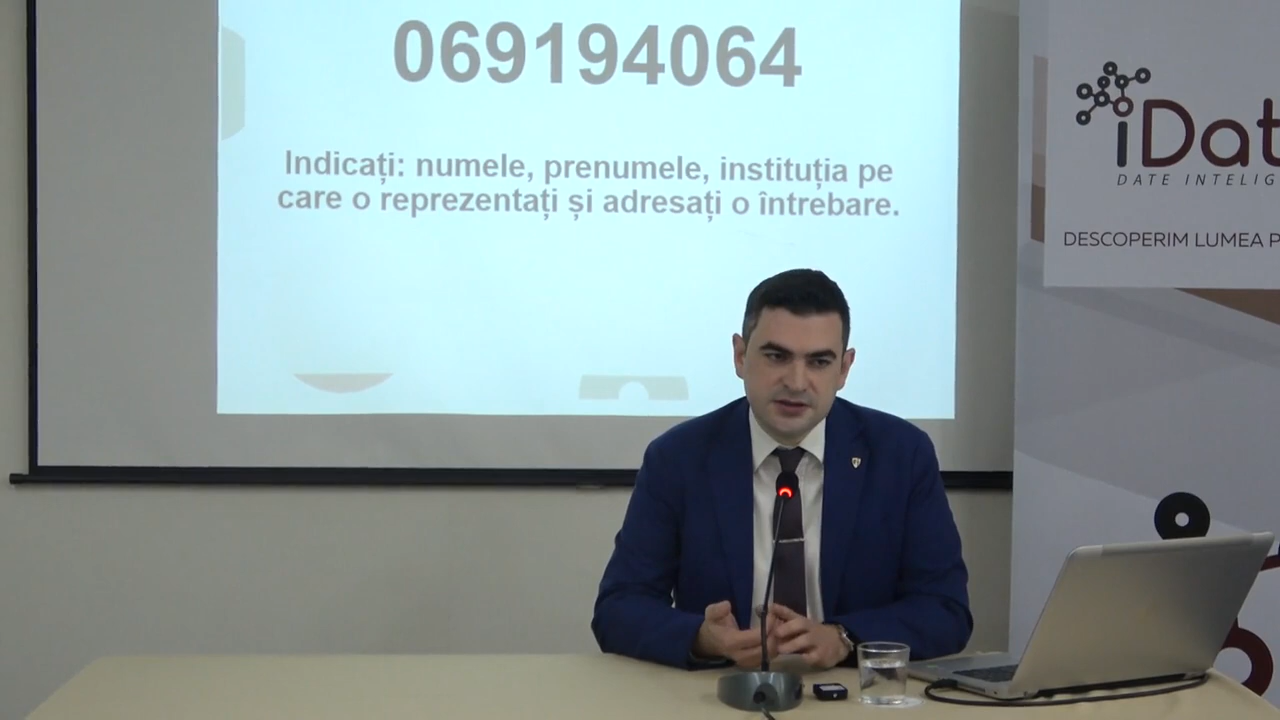 069194064
Indicați: numele, prenumele, instituția pe
care o reprezentați și adresați o întrebare.
iDat
DATE INTELIG
DESCOPERIM LUMEA P